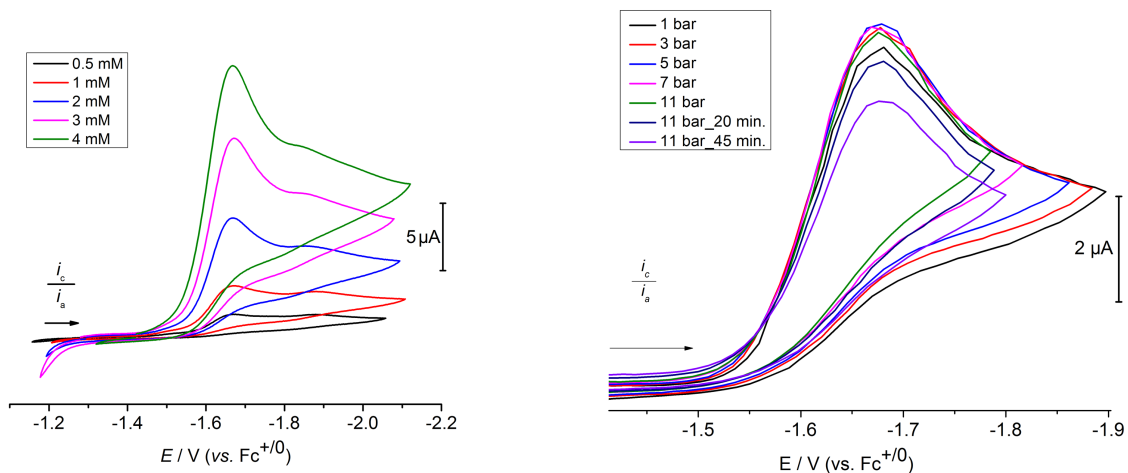 0.5 mM
1 mM
2 mM
3 mM
4 mM
5 µA
i_c
i_a
-1.2 -1.4 -1.6 -1.8 -2.0 -2.2
E / V (vs. Fc^+/0)
1 bar
3 bar
5 bar
7 bar
11 bar
11 bar_20 min.
11 bar_45 min.
2 µA
i_c
i_a
-1.5 -1.6 -1.7 -1.8 -1.9
E / V (vs. Fc^+/0)